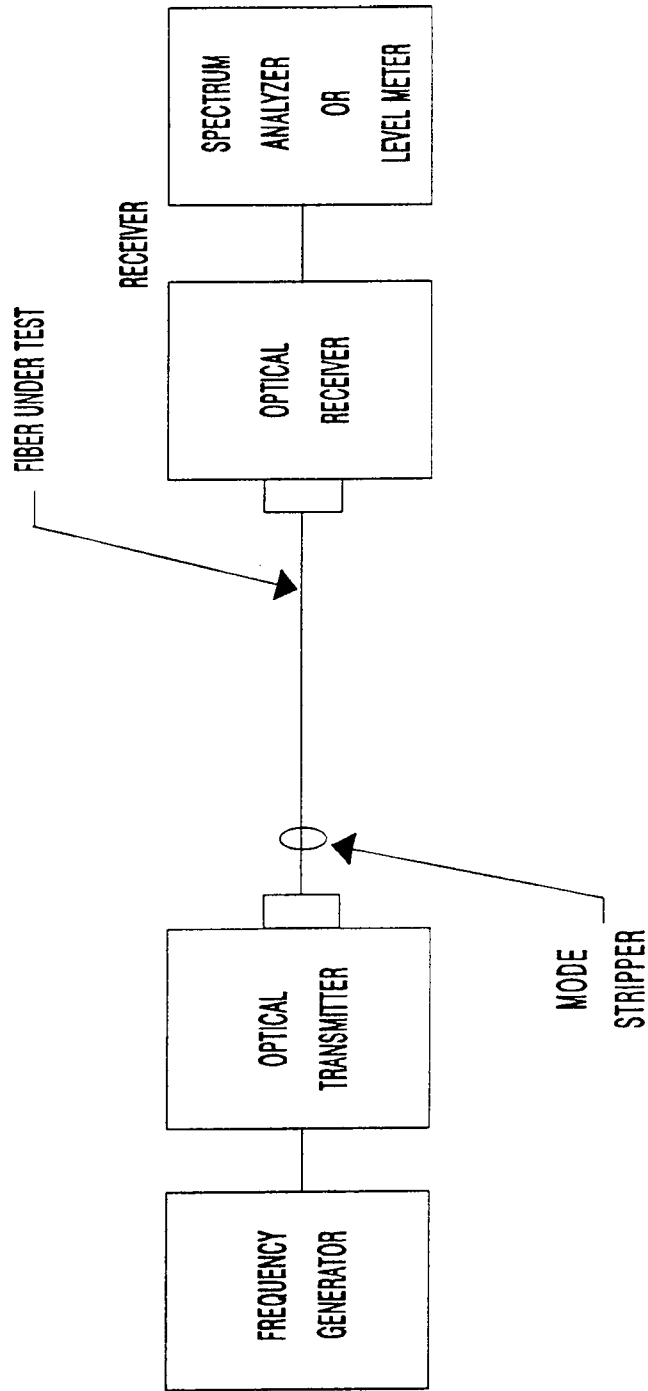 FREQUENCY
GENERATOR
OPTICAL
TRANSMITTER
MODE
STRIPPER
FIBER UNDER TEST
OPTICAL
RECEIVER
RECEIVER
SPECTRUM
ANALYZER
OR
LEVEL METER